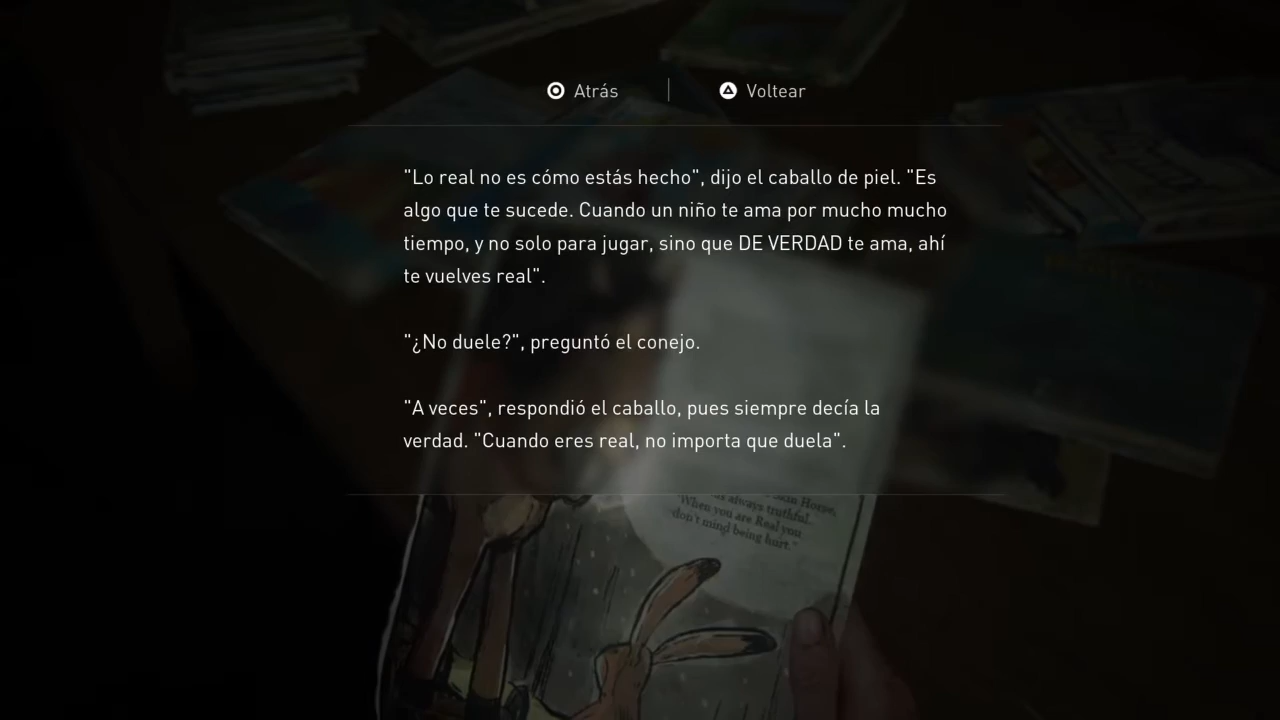 Atrás | Voltear
"Lo real no es cómo estás hecho", dijo el caballo de piel. "Es
algo que te sucede. Cuando un niño te ama por mucho mucho
tiempo, y no solo para jugar, sino que DE VERDAD te ama, ahí
te vuelves real".
"¿No duele?", preguntó el conejo.
"A veces", respondió el caballo, pues siempre decía la
verdad. "Cuando eres real, no importa que duela".
Skin Horse,
always truthful.
"When you are Real you
don't mind being hurt."